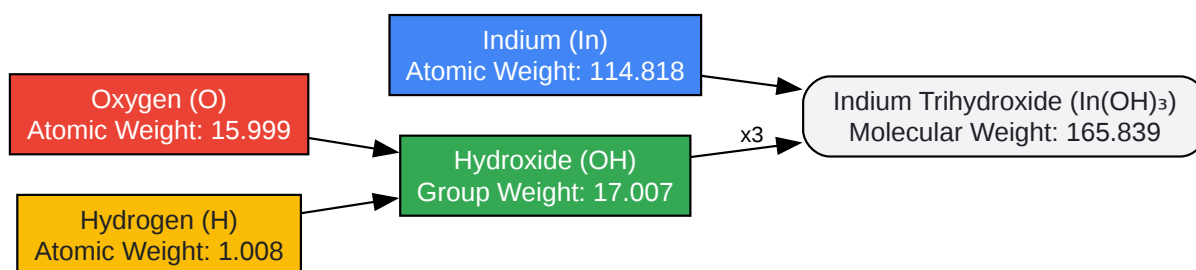 Indium (In)
Atomic Weight: 114.818
Oxygen (O)
Atomic Weight: 15.999
Indium Trihydroxide (In(OH)₃)
Molecular Weight: 165.839
x3
Hydroxide (OH)
Group Weight: 17.007
Hydrogen (H)
Atomic Weight: 1.008